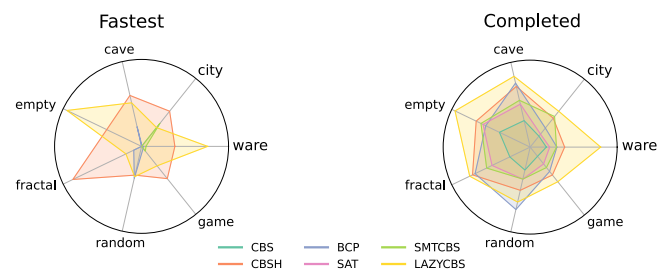 Fastest
Completed
cave
city
empty
ware
fractal
random
game
cave
city
empty
ware
fractal
random
game
CBS
BCP
SMTCBS
CBSH
SAT
LAZYCBS